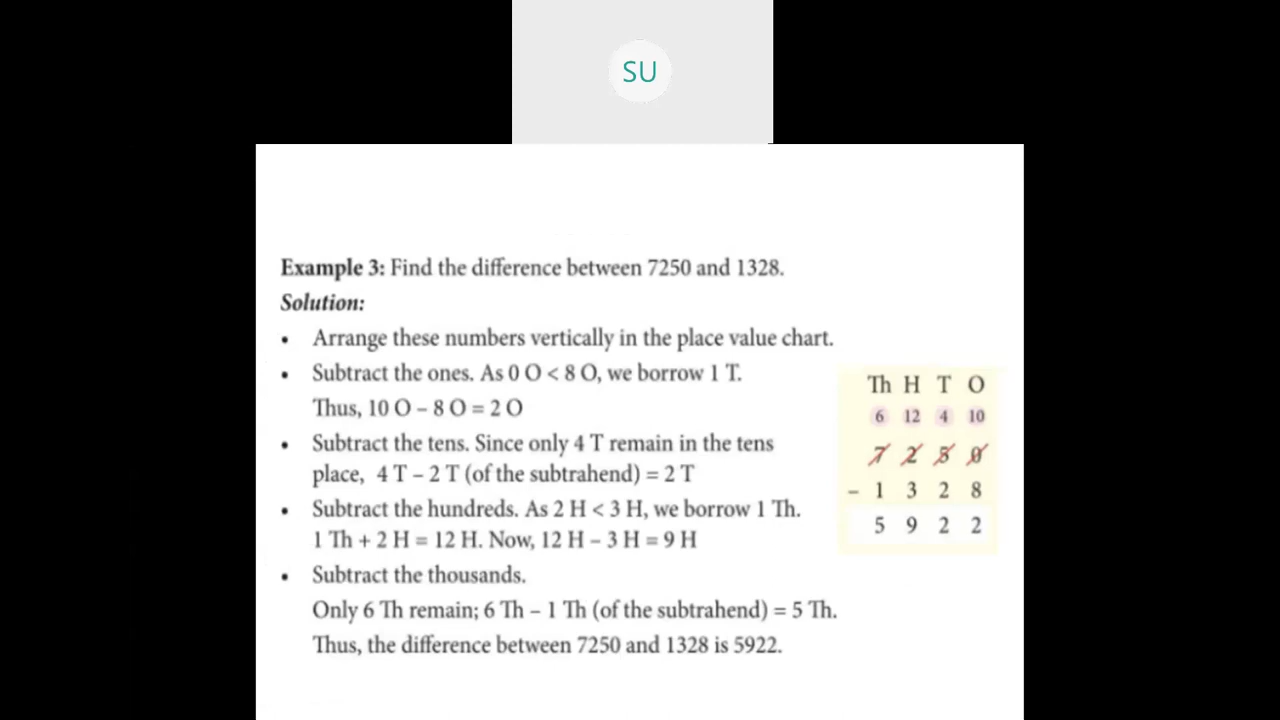 SU
Example 3: Find the difference between 7250 and 1328.
Solution:
• Arrange these numbers vertically in the place value chart.
• Subtract the ones. As 0 O < 8 O, we borrow 1 T.
Thus, 10 O – 8 O = 2 O
• Subtract the tens. Since only 4 T remain in the tens
place, 4 T – 2 T (of the subtrahend) = 2 T
• Subtract the hundreds. As 2 H < 3 H, we borrow 1 Th.
1 Th + 2 H = 12 H. Now, 12 H – 3 H = 9 H
• Subtract the thousands.
Only 6 Th remain; 6 Th – 1 Th (of the subtrahend) = 5 Th.
Thus, the difference between 7250 and 1328 is 5922.
Th H T O
6 12 4 10
7 2 5 0
– 1 3 2 8
5 9 2 2